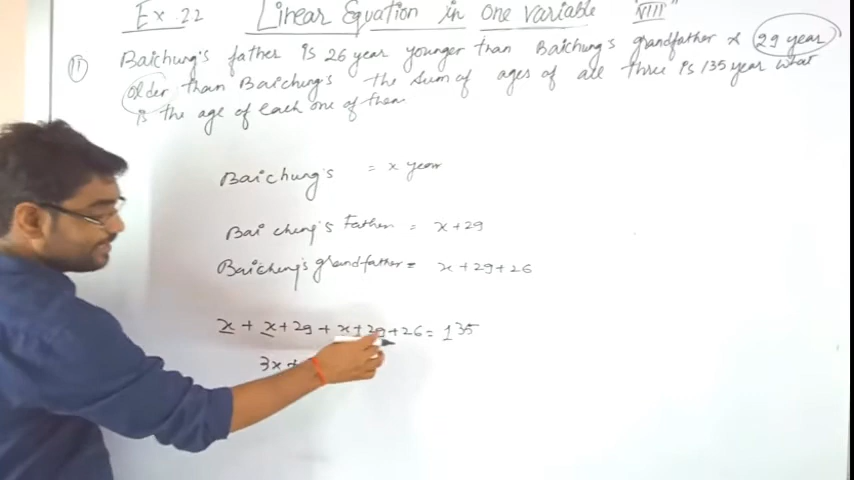 Ex 22 Linear Equation in one variable "VIII"
(11) Baichung's father is 26 year younger than Baichung's grandfather & 29 year
older than Baichung's the sum of ages of all three is 135 year what
is the age of each one of them
Baichung's = x year
Baichung's Father = x+29
Baichung's grandfather = x+29+26
x + x+29 + x+29+26 = 135
3x+